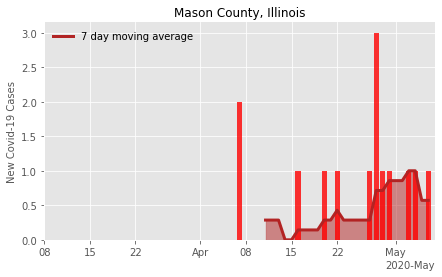 Mason County, Illinois
7 day moving average
New Covid-19 Cases
3.0
2.5
2.0
1.5
1.0
0.5
0.0
08 15 22 Apr 08 15 22 May
2020-May